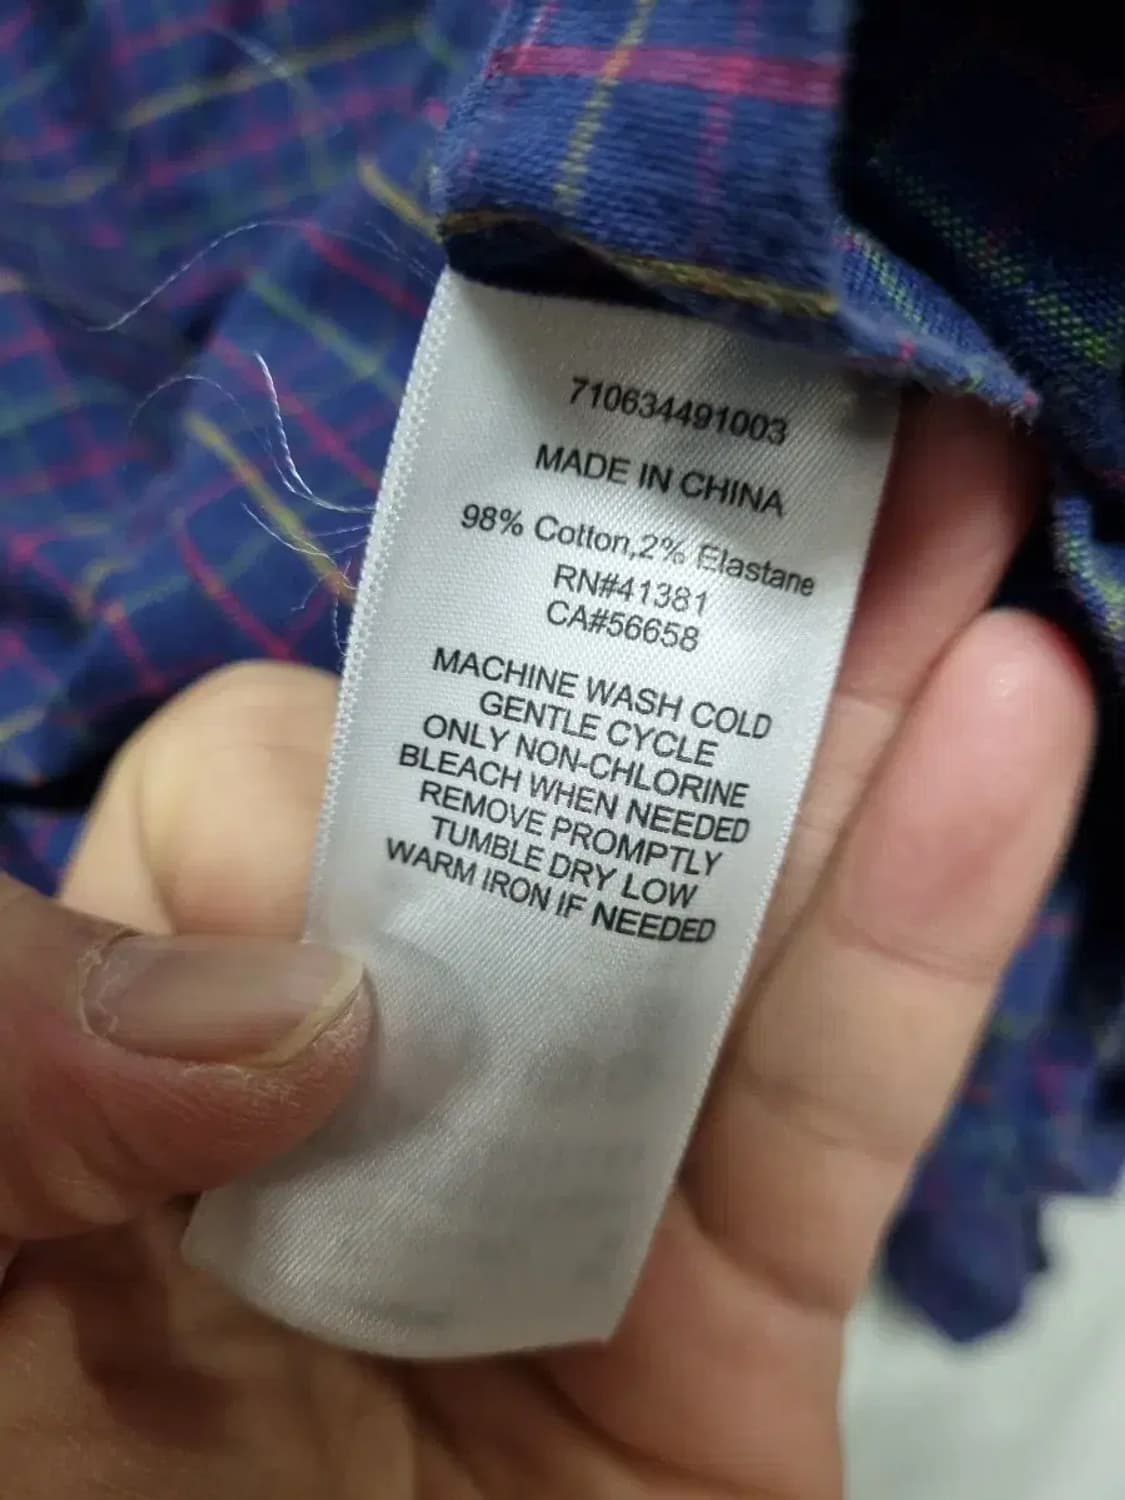 710634491003
MADE IN CHINA
98% Cotton,2% Elastane
RN#41381
CA#56658
MACHINE WASH COLD
GENTLE CYCLE
ONLY NON-CHLORINE
BLEACH WHEN NEEDED
REMOVE PROMPTLY
TUMBLE DRY LOW
WARM IRON IF NEEDED